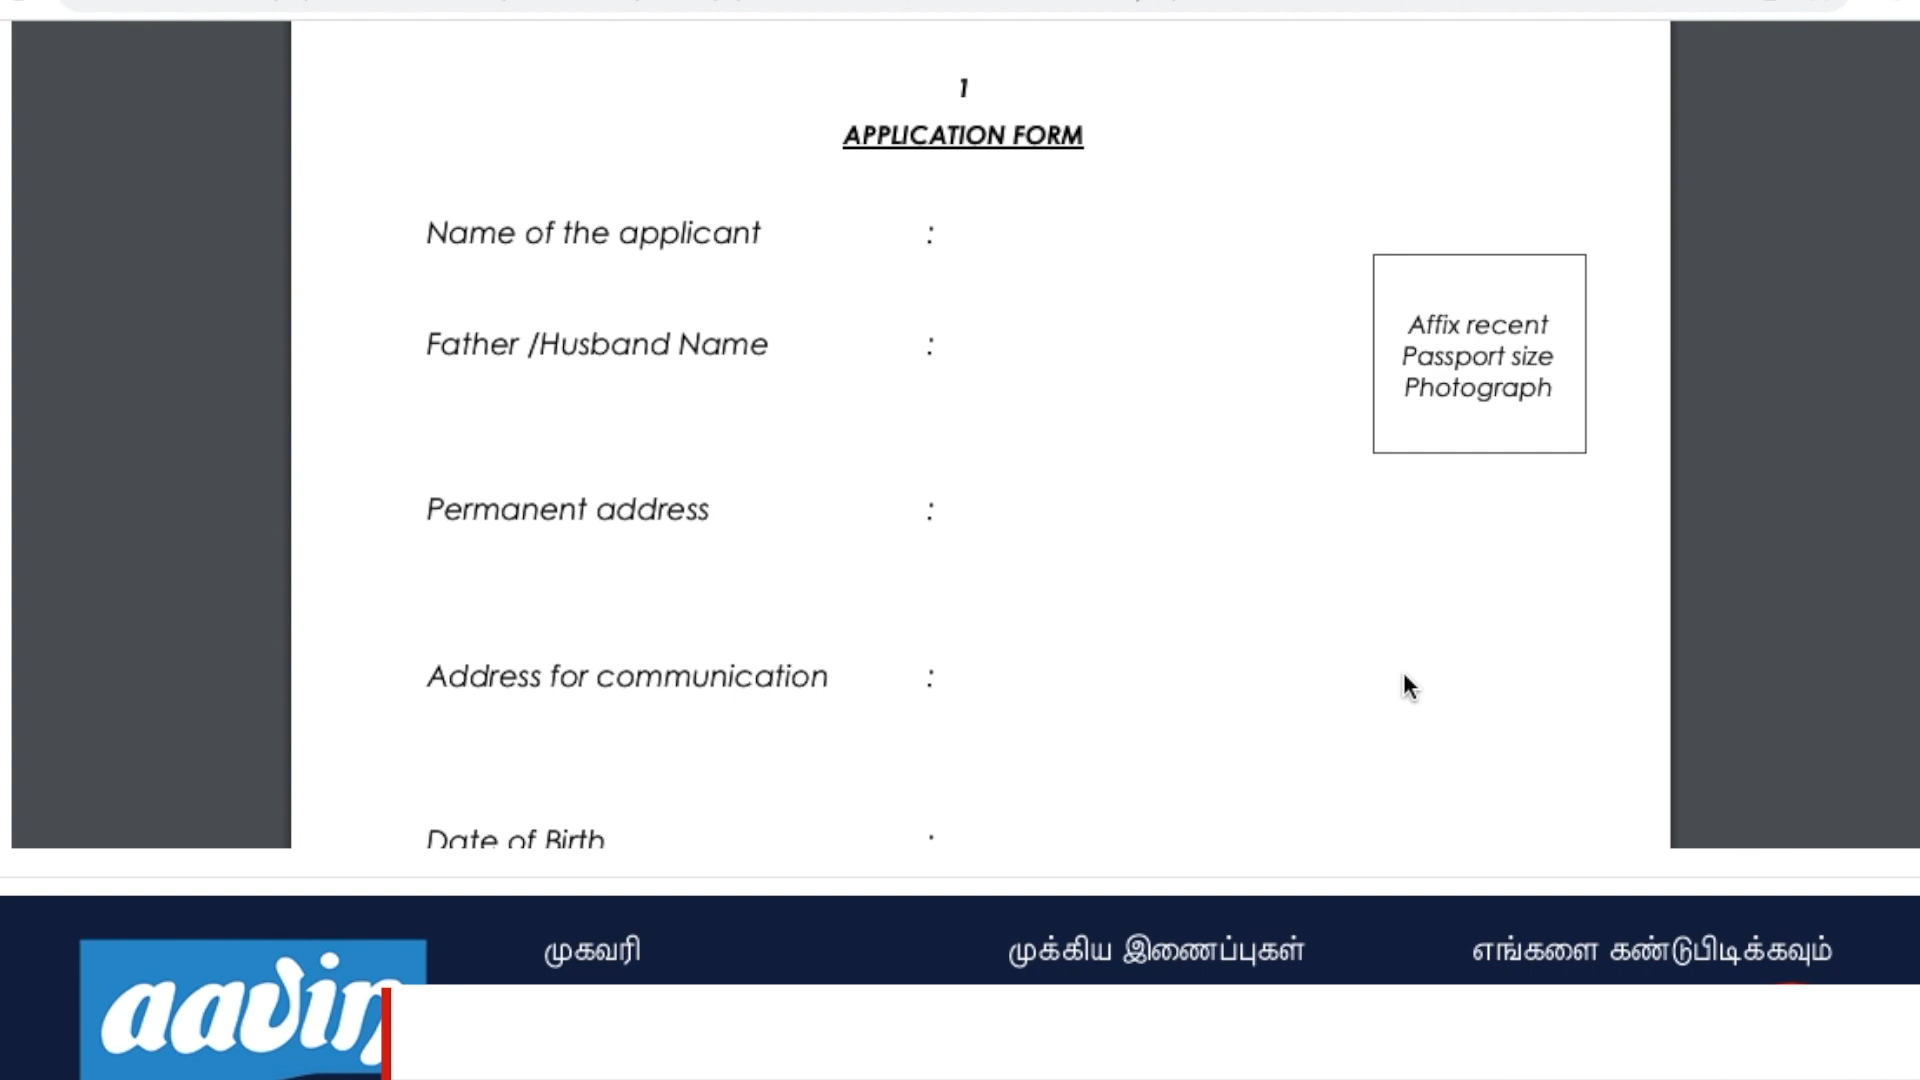 1
APPLICATION FORM
Name of the applicant :
Father /Husband Name :
Affix recent
Passport size
Photograph
Permanent address :
Address for communication :
Date of Birth :
முகவரி முக்கிய இணைப்புகள் எங்களை கண்டுபிடிக்கவும்
aavin